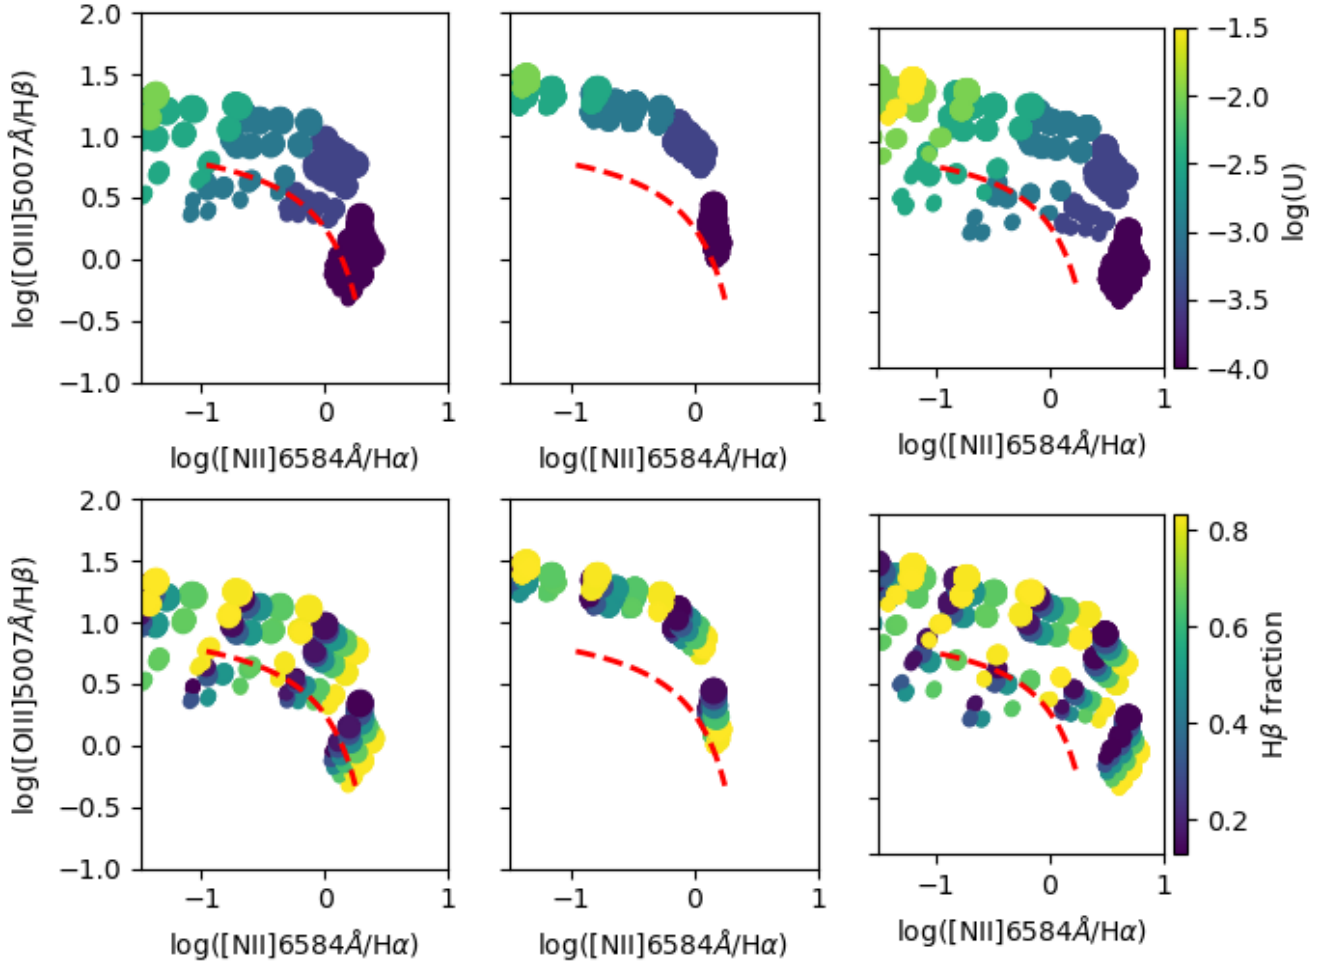 2.0
1.5
1.0
0.5
0.0
−0.5
−1.0
log([OIII]5007Å/Hβ)
−1 0 1
log([NII]6584Å/Hα)
−1 0 1
log([NII]6584Å/Hα)
−1 0 1
log([NII]6584Å/Hα)
−1.5
−2.0
−2.5
−3.0
−3.5
−4.0
log(U)
2.0
1.5
1.0
0.5
0.0
−0.5
−1.0
log([OIII]5007Å/Hβ)
−1 0 1
log([NII]6584Å/Hα)
−1 0 1
log([NII]6584Å/Hα)
−1 0 1
log([NII]6584Å/Hα)
0.8
0.6
0.4
0.2
Hβ fraction